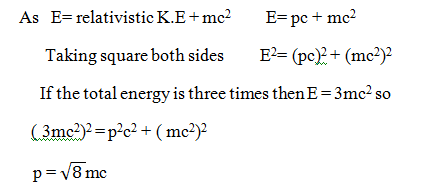 As E= relativistic K.E + mc² E= pc + mc²
Taking square both sides E²= (pc)² + (mc²)²
If the total energy is three times then E = 3mc² so
( 3mc²)² = p²c² + ( mc²)²
p = √8 mc